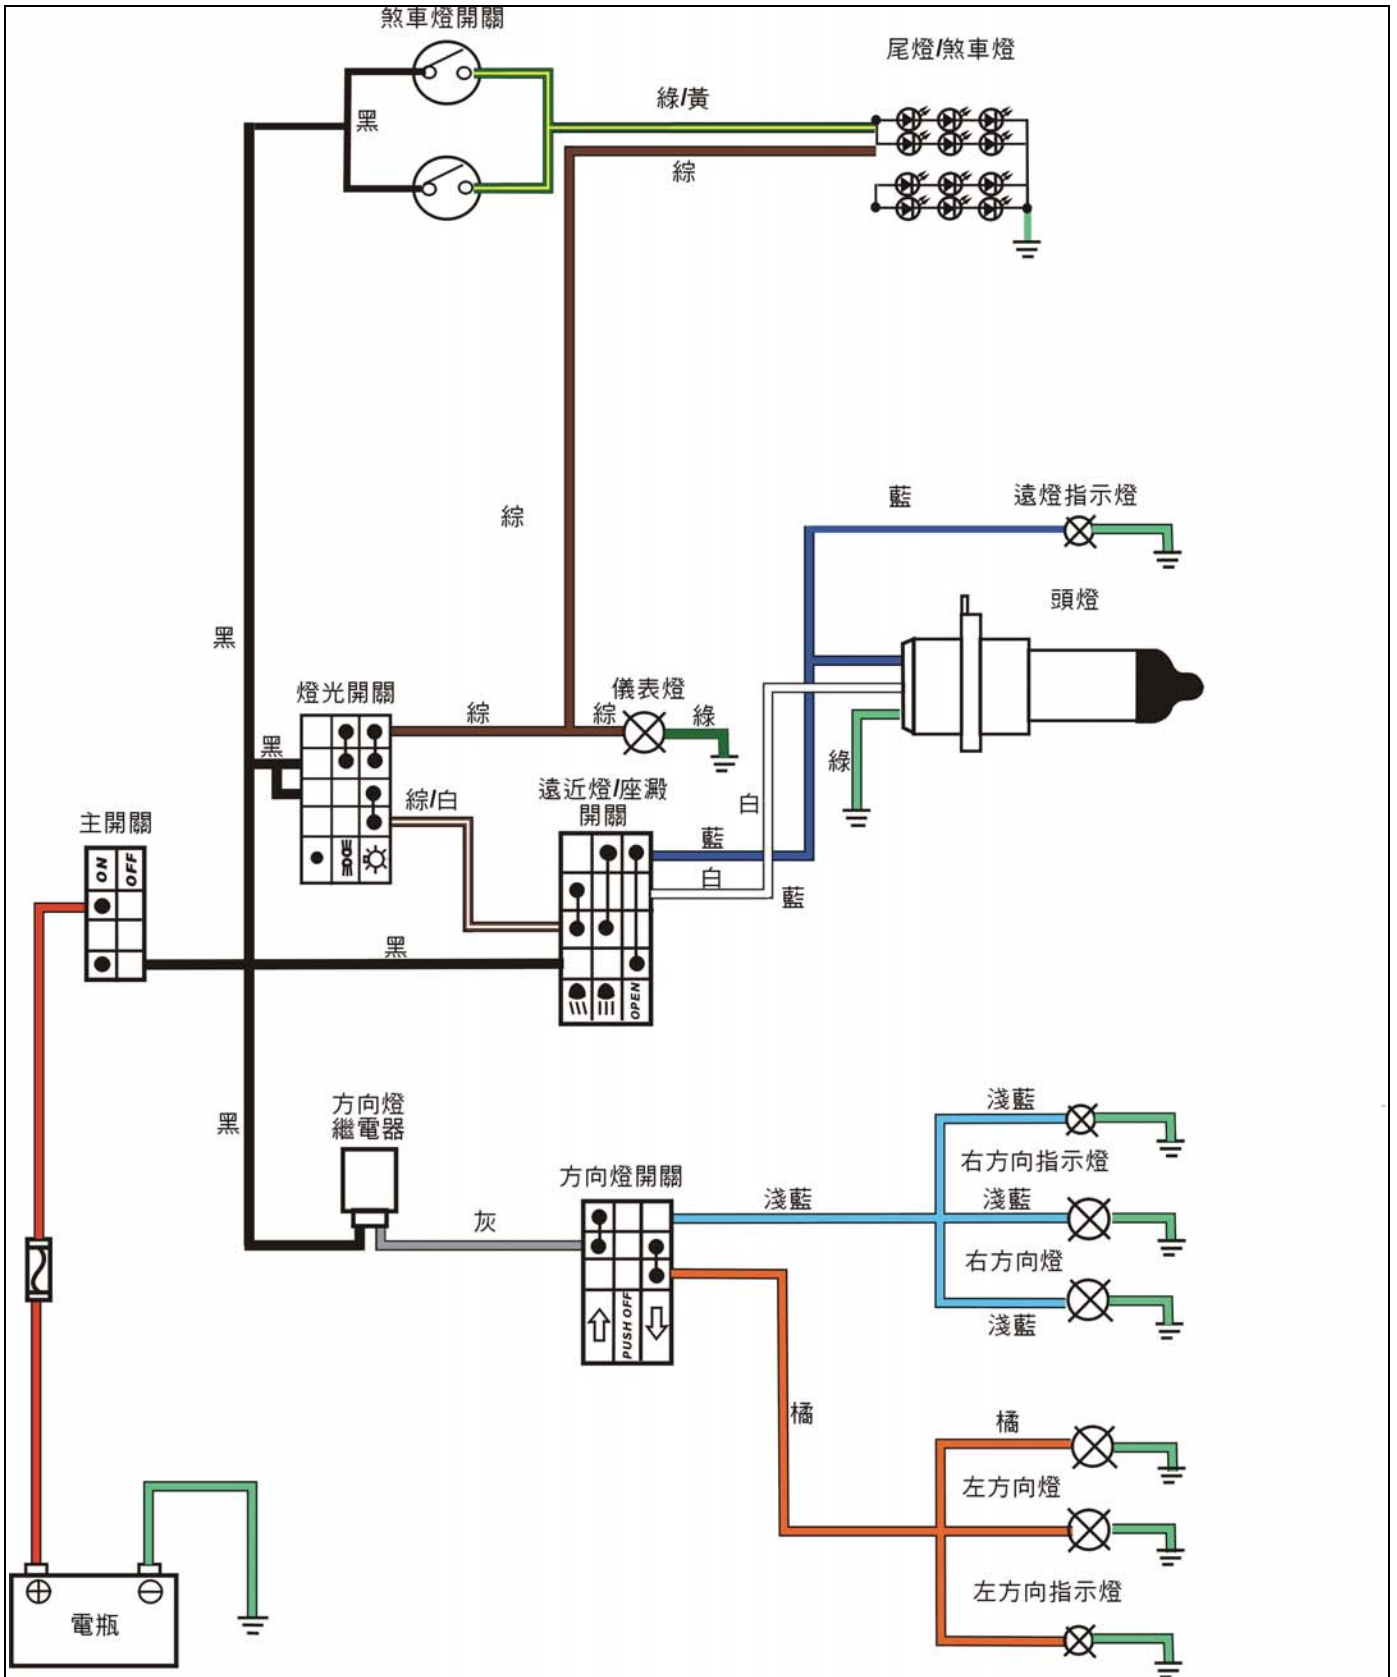 煞車燈開關
尾燈/煞車燈
黑
綠/黃
綜
綜
藍
遠燈指示燈
頭燈
黑
燈光開關
綜
儀表燈
綜
綠
黑
綠
綜/白
遠近燈/座澱
開關
白
藍
白
藍
主開關
ON
OFF
黑
OPEN
黑
方向燈
繼電器
灰
方向燈開關
淺藍
淺藍
右方向指示燈
淺藍
右方向燈
淺藍
PUSH OFF
橘
橘
左方向燈
左方向指示燈
電瓶